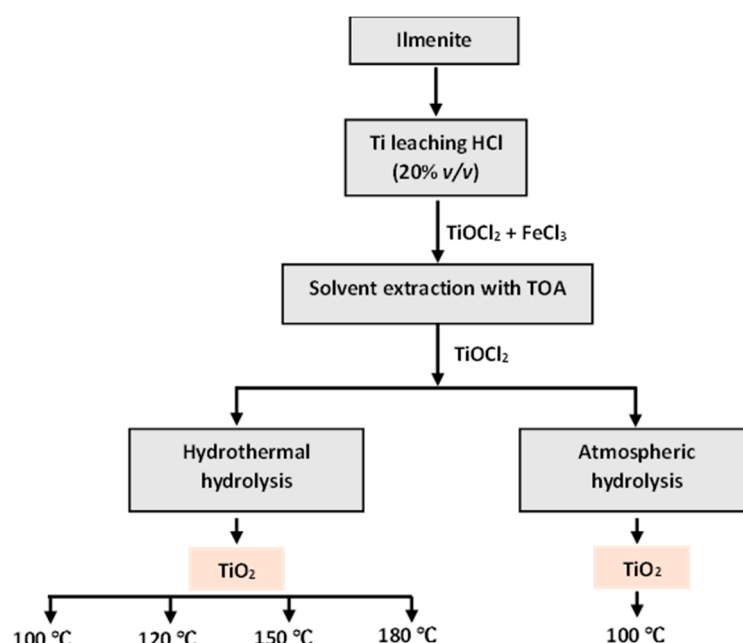 Ilmenite
Ti leaching HCl
(20% v/v)
TiOCl₂ + FeCl₃
Solvent extraction with TOA
TiOCl₂
Hydrothermal
hydrolysis
Atmospheric
hydrolysis
TiO₂
TiO₂
100 °C
120 °C
150 °C
180 °C
100 °C